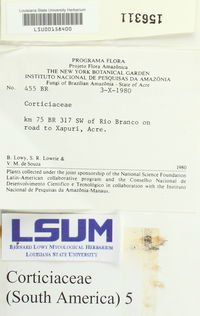 Louisiana State University Herbarium
LSU00158400
156311
PROGRAMA FLORA
Projeto Flora Amazônica
THE NEW YORK BOTANICAL GARDEN
INSTITUTO NACIONAL DE PESQUISAS DA AMAZÔNIA
Fungi of Brazilian Amazônia - State of Acre
No. 455 BR 3-X-1980
Corticiaceae
km 75 BR 317 SW of Rio Branco on
road to Xapuri, Acre.
B. Lowy, S. R. Lowrie &
V. M. de Souza 1980
Plants collected under the joint sponsorship of the National Science Foundation
Latin-American collaborative program and the Conselho Nacional de
Desenvolvimento Científico e Tecnológico in collaboration with the Instituto
Nacional de Pesquisas da Amazônia-Manaus.
LSUM
BERNARD LOWY MYCOLOGICAL HERBARIUM
LOUISIANA STATE UNIVERSITY
Corticiaceae
(South America) 5